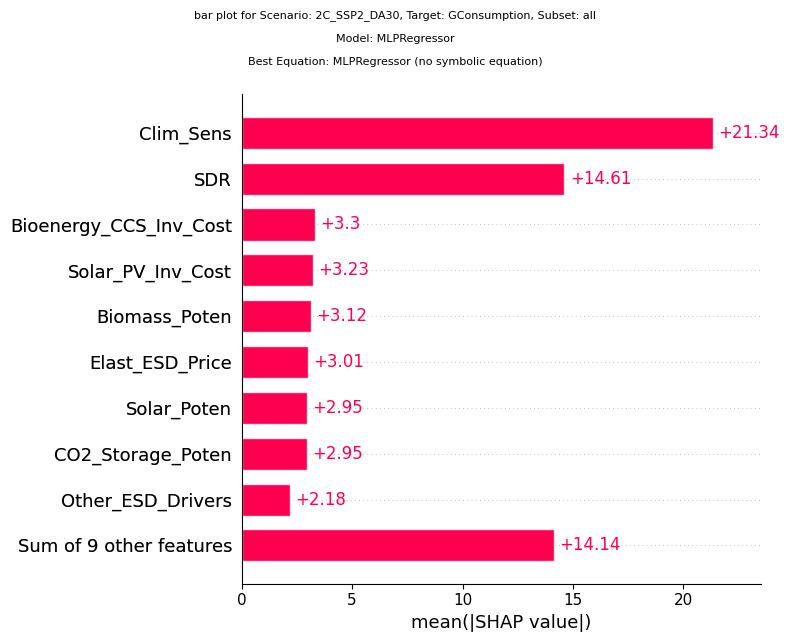 bar plot for Scenario: 2C_SSP2_DA30, Target: GConsumption, Subset: all
Model: MLPRegressor
Best Equation: MLPRegressor (no symbolic equation)
Clim_Sens +21.34
SDR +14.61
Bioenergy_CCS_Inv_Cost +3.3
Solar_PV_Inv_Cost +3.23
Biomass_Poten +3.12
Elast_ESD_Price +3.01
Solar_Poten +2.95
CO2_Storage_Poten +2.95
Other_ESD_Drivers +2.18
Sum of 9 other features +14.14
0 5 10 15 20
mean(|SHAP value|)